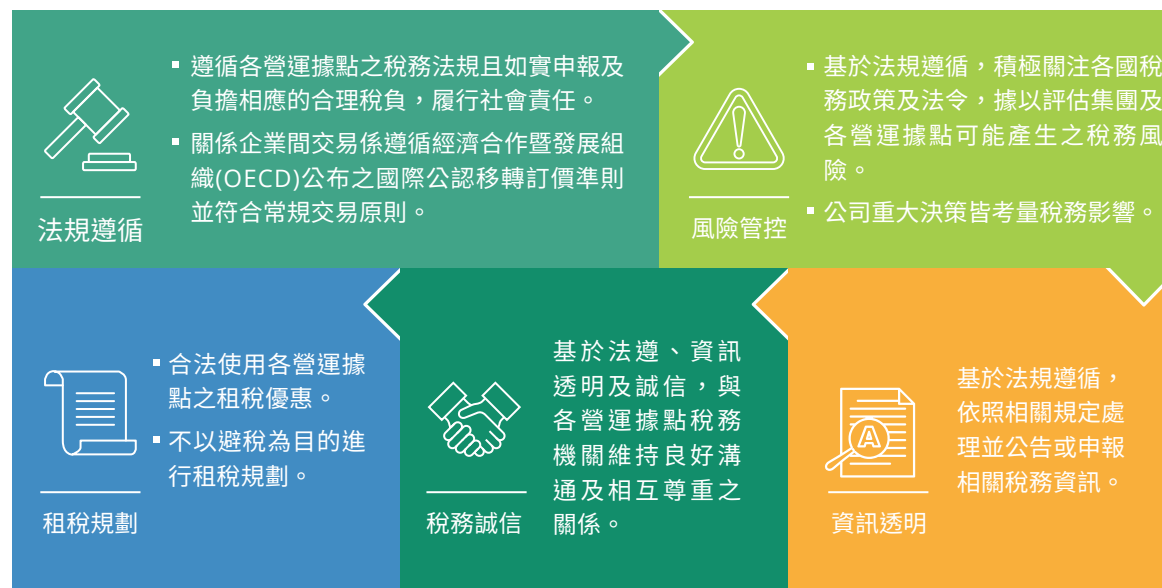 ▪ 遵循各營運據點之稅務法規且如實申報及
負擔相應的合理稅負，履行社會責任。
▪ 關係企業間交易係遵循經濟合作暨發展組
織(OECD)公布之國際公認移轉訂價準則
並符合常規交易原則。
法規遵循
▪ 基於法規遵循，積極關注各國稅
務政策及法令，據以評估集團及
各營運據點可能產生之稅務風
險。
▪ 公司重大決策皆考量稅務影響。
風險管控
▪ 合法使用各營運據
點之租稅優惠。
▪ 不以避稅為目的進
行租稅規劃。
租稅規劃
基於法遵、資訊
透明及誠信，與
各營運據點稅務
機關維持良好溝
通及相互尊重之
關係。
稅務誠信
A
基於法規遵循，
依照相關規定處
理並公告或申報
相關稅務資訊。
資訊透明